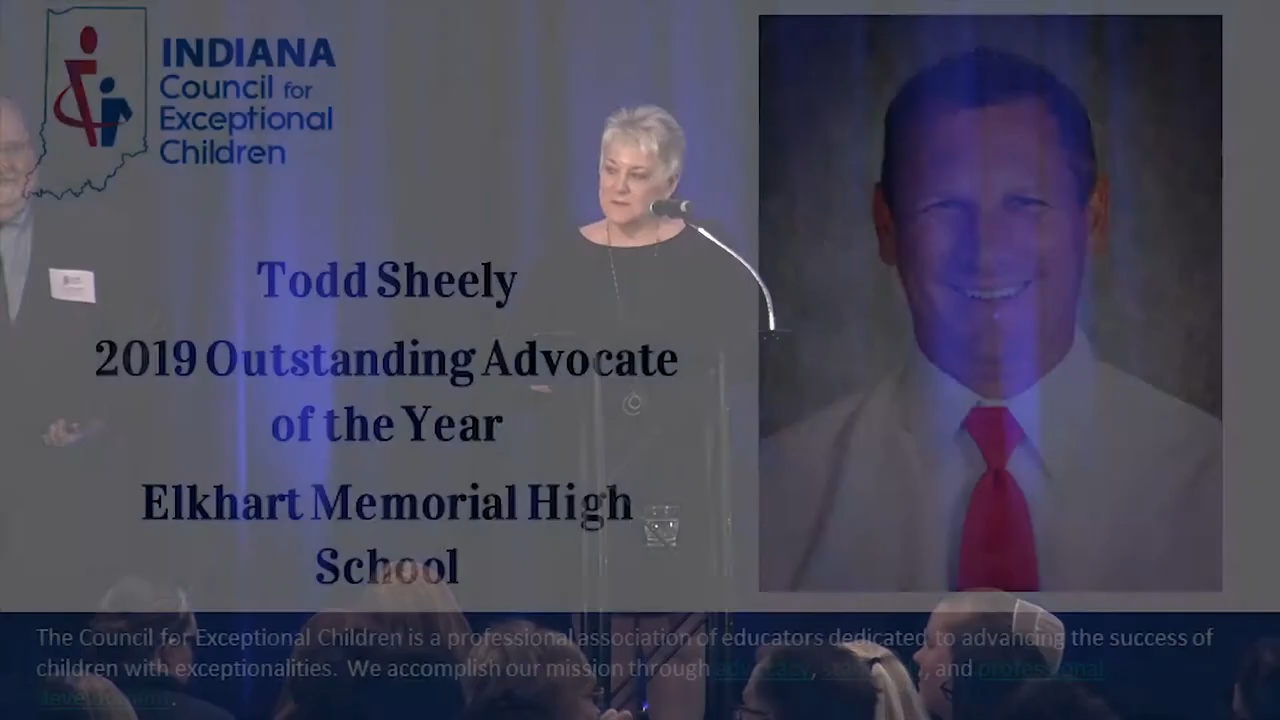 INDIANA
Council for
Exceptional
Children
Todd Sheely
2019 Outstanding Advocate
of the Year
Elkhart Memorial High
School
The Council for Exceptional Children is a professional association of educators dedicated to advancing the success of
children with exceptionalities. We accomplish our mission through advocacy, standards, and professional
development.